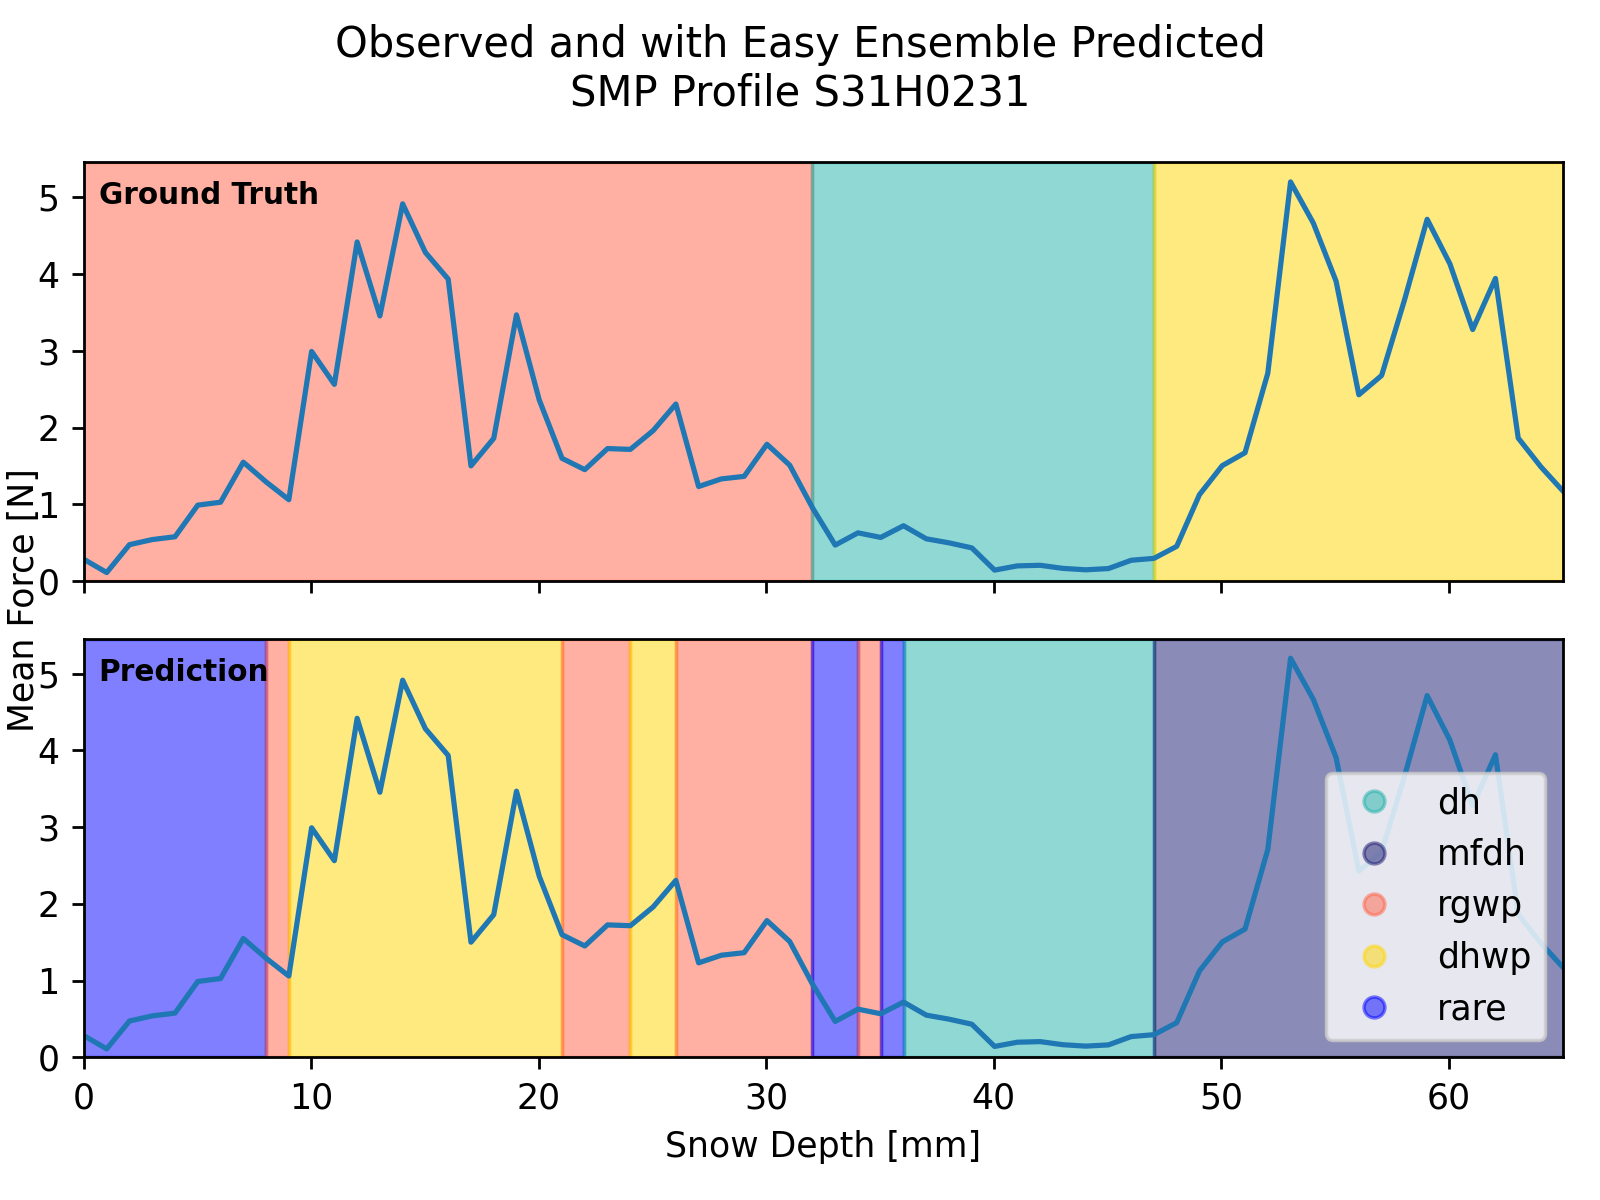 Observed and with Easy Ensemble Predicted
SMP Profile S31H0231
Ground Truth
5
4
3
2
1
0
Mean Force [N]
Prediction
5
4
3
2
1
0
dh
mfdh
rgwp
dhwp
rare
0 10 20 30 40 50 60
Snow Depth [mm]